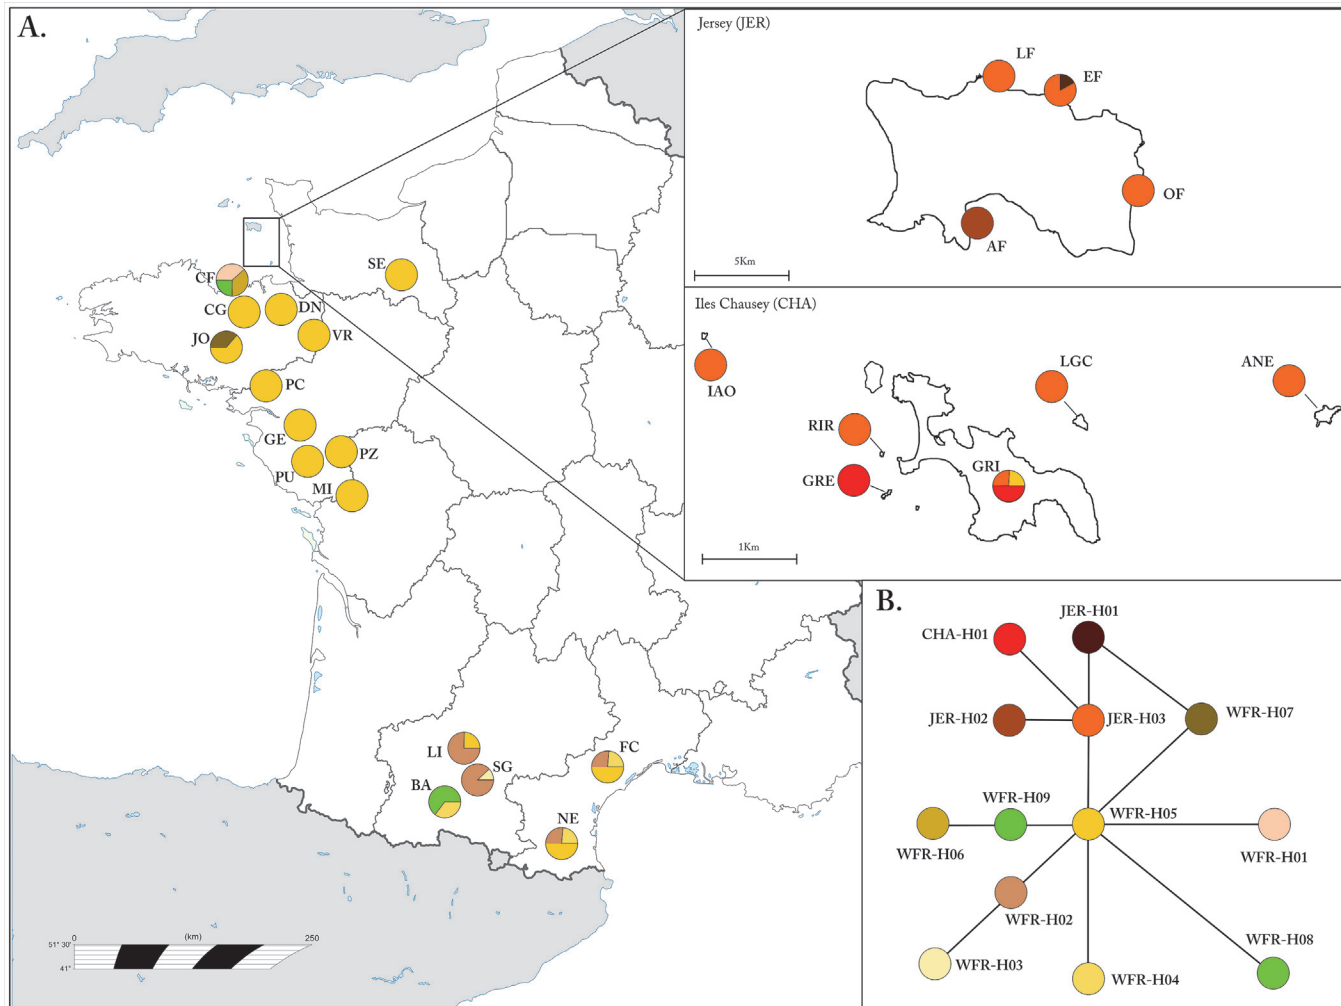 A.
Jersey (JER)
LF
EF
OF
AF
5Km
Iles Chausey (CHA)
IAO
LGC
ANE
RIR
GRE
GRI
1Km
CF
SE
CG
DN
JO
VR
PC
GE
PZ
PU
MI
LI
FC
SG
BA
NE
0 (km) 250
51° 30'
41°
B.
JER-H01
CHA-H01
JER-H02
JER-H03
WFR-H07
WFR-H09
WFR-H05
WFR-H06
WFR-H01
WFR-H02
WFR-H08
WFR-H03
WFR-H04